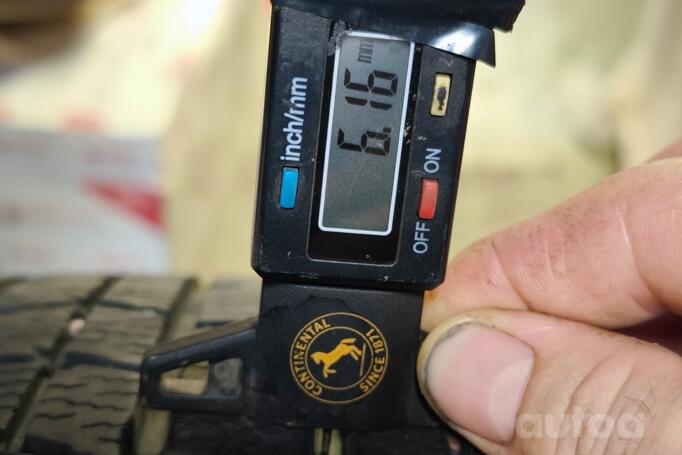 6.16 mm
inch/mm
OFF ON
CONTINENTAL
SINCE 1871
autoa